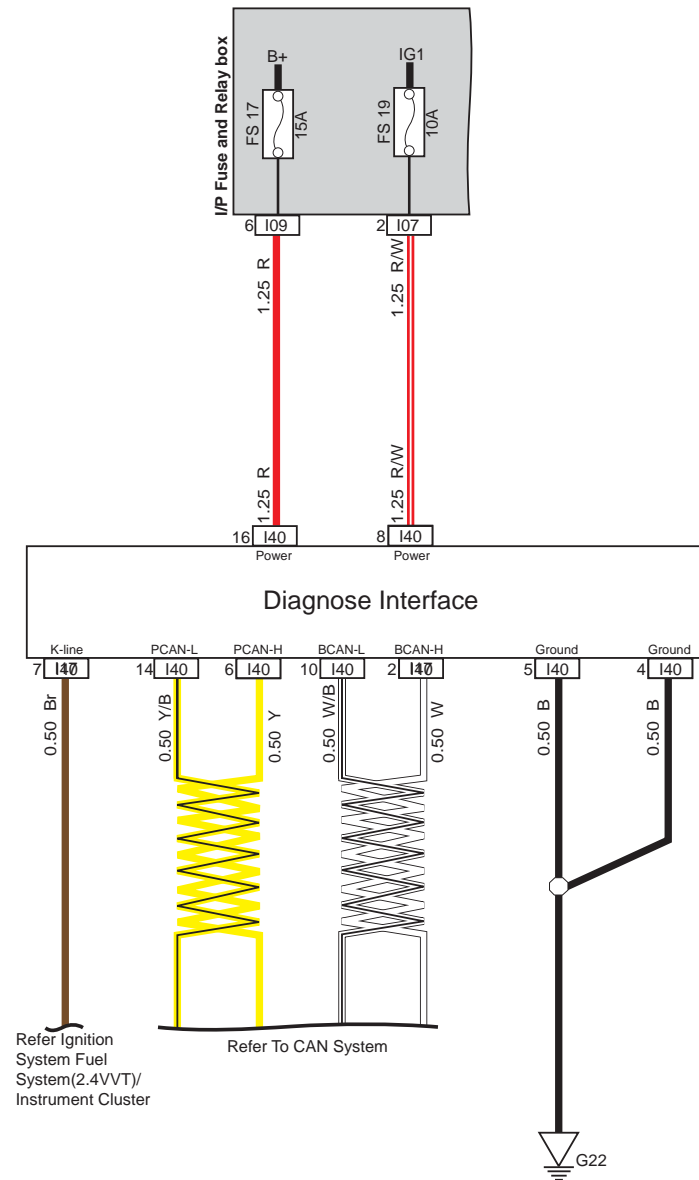 I/P Fuse and Relay box
B+
IG1
FS 17
15A
FS 19
10A
6 I09
2 I07
1.25 R
1.25 R/W
1.25 R
1.25 R/W
16 I40
8 I40
Power
Power
Diagnose Interface
K-line
PCAN-L
PCAN-H
BCAN-L
BCAN-H
Ground
Ground
7 I40
14 I40
6 I40
10 I40
2 I40
5 I40
4 I40
0.50 Br
0.50 Y/B
0.50 Y
0.50 W/B
0.50 W
0.50 B
0.50 B
Refer Ignition
System Fuel
System(2.4VVT)/
Instrument Cluster
Refer To CAN System
G22